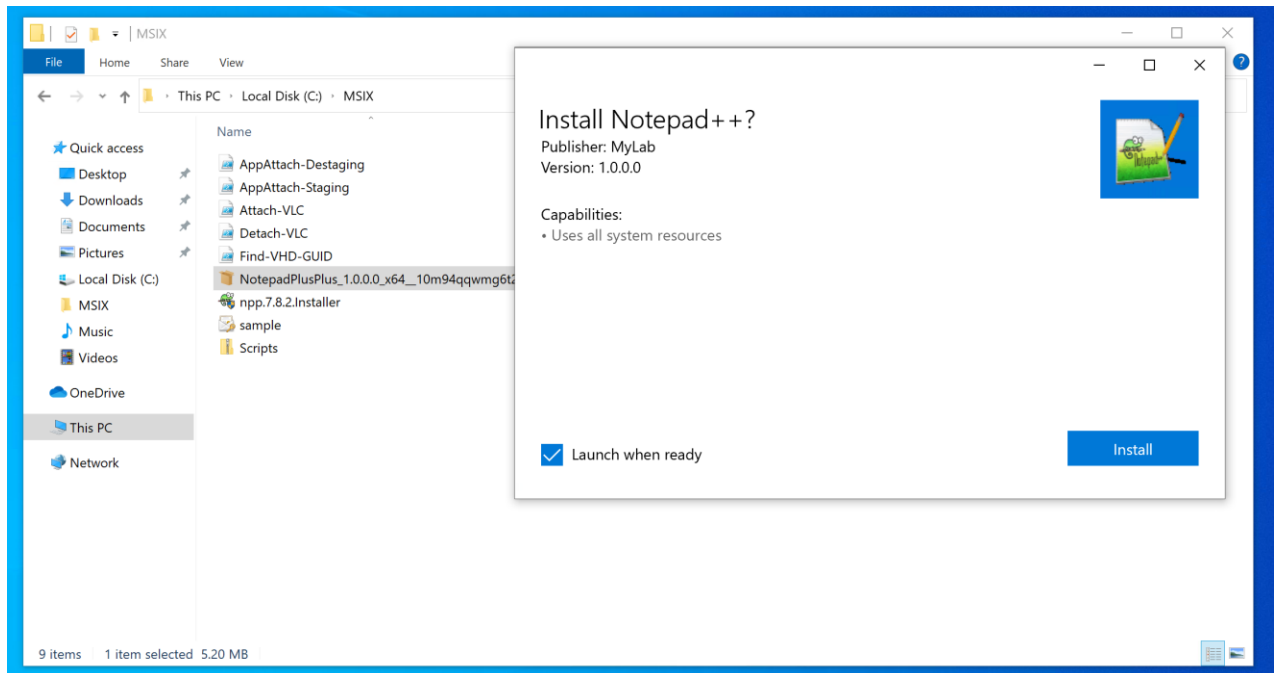 MSIX
File Home Share View
This PC › Local Disk (C:) › MSIX
Quick access
Desktop
Downloads
Documents
Pictures
Local Disk (C:)
MSIX
Music
Videos
OneDrive
This PC
Network
Name
AppAttach-Destaging
AppAttach-Staging
Attach-VLC
Detach-VLC
Find-VHD-GUID
NotepadPlusPlus_1.0.0.0_x64__10m94qqwmg6t2
npp.7.8.2.Installer
sample
Scripts
Install Notepad++?
Publisher: MyLab
Version: 1.0.0.0
Capabilities:
• Uses all system resources
Notepad++
Launch when ready
Install
9 items 1 item selected 5.20 MB